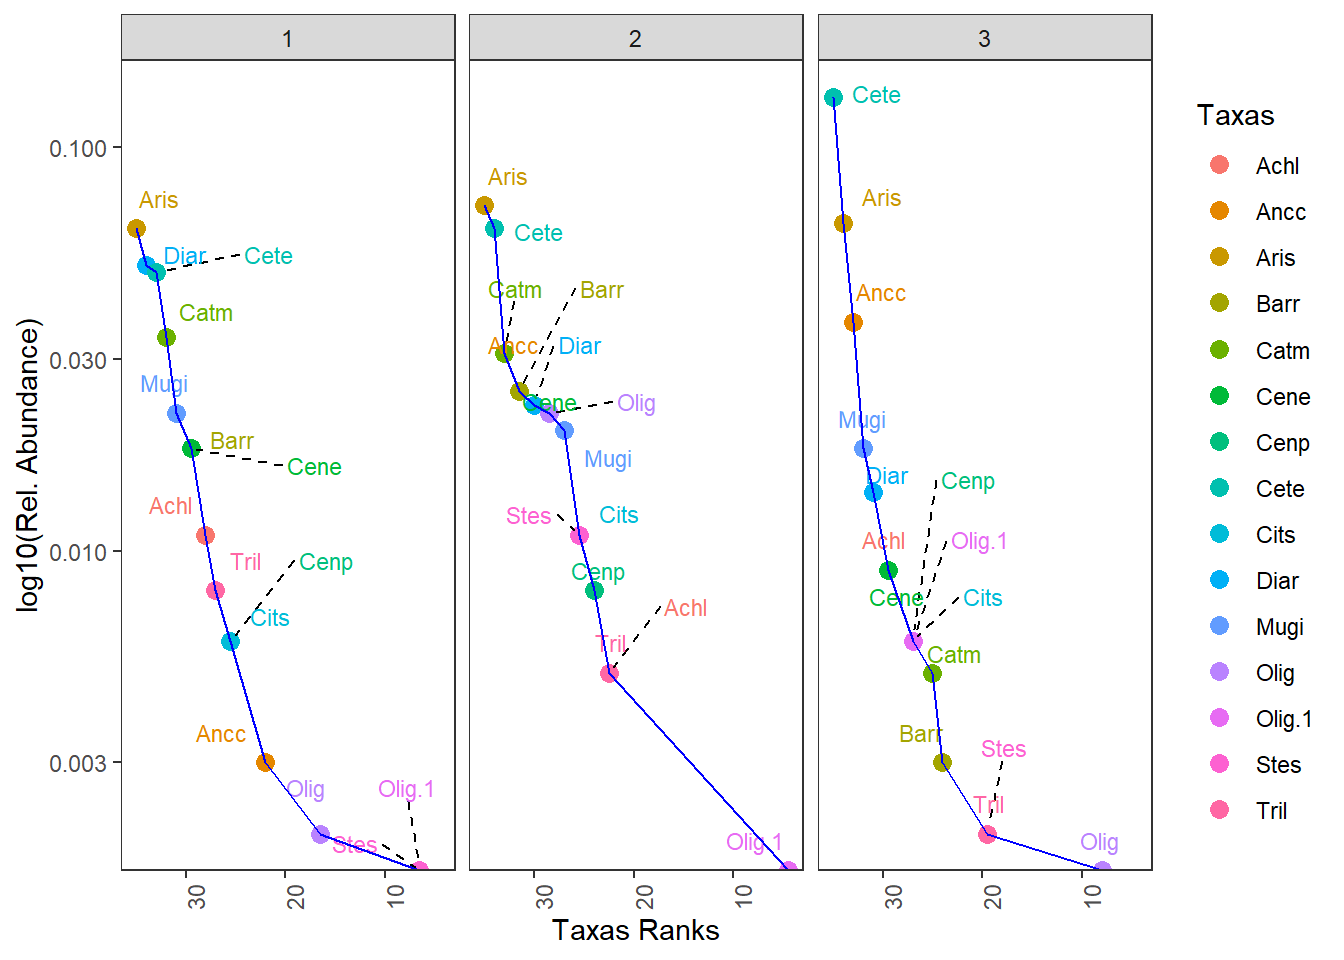 1
2
3
log10(Rel. Abundance)
0.100
0.030
0.010
0.003
Aris
Diar
Cete
Catm
Mugi
Barr
Cene
Achl
Tril
Cenp
Cits
Ancc
Olig
Olig.1
Stes
30
20
10
Aris
Cete
Catm
Barr
Ancc
Diar
Cene
Olig
Mugi
Stes
Cits
Cenp
Achl
Tril
Olig.1
30
20
10
Cete
Aris
Ancc
Mugi
Diar
Cenp
Achl
Olig.1
Cene
Cits
Catm
Barr
Stes
Tril
Olig
30
20
10
Taxas Ranks
Taxas
Achl
Ancc
Aris
Barr
Catm
Cene
Cenp
Cete
Cits
Diar
Mugi
Olig
Olig.1
Stes
Tril